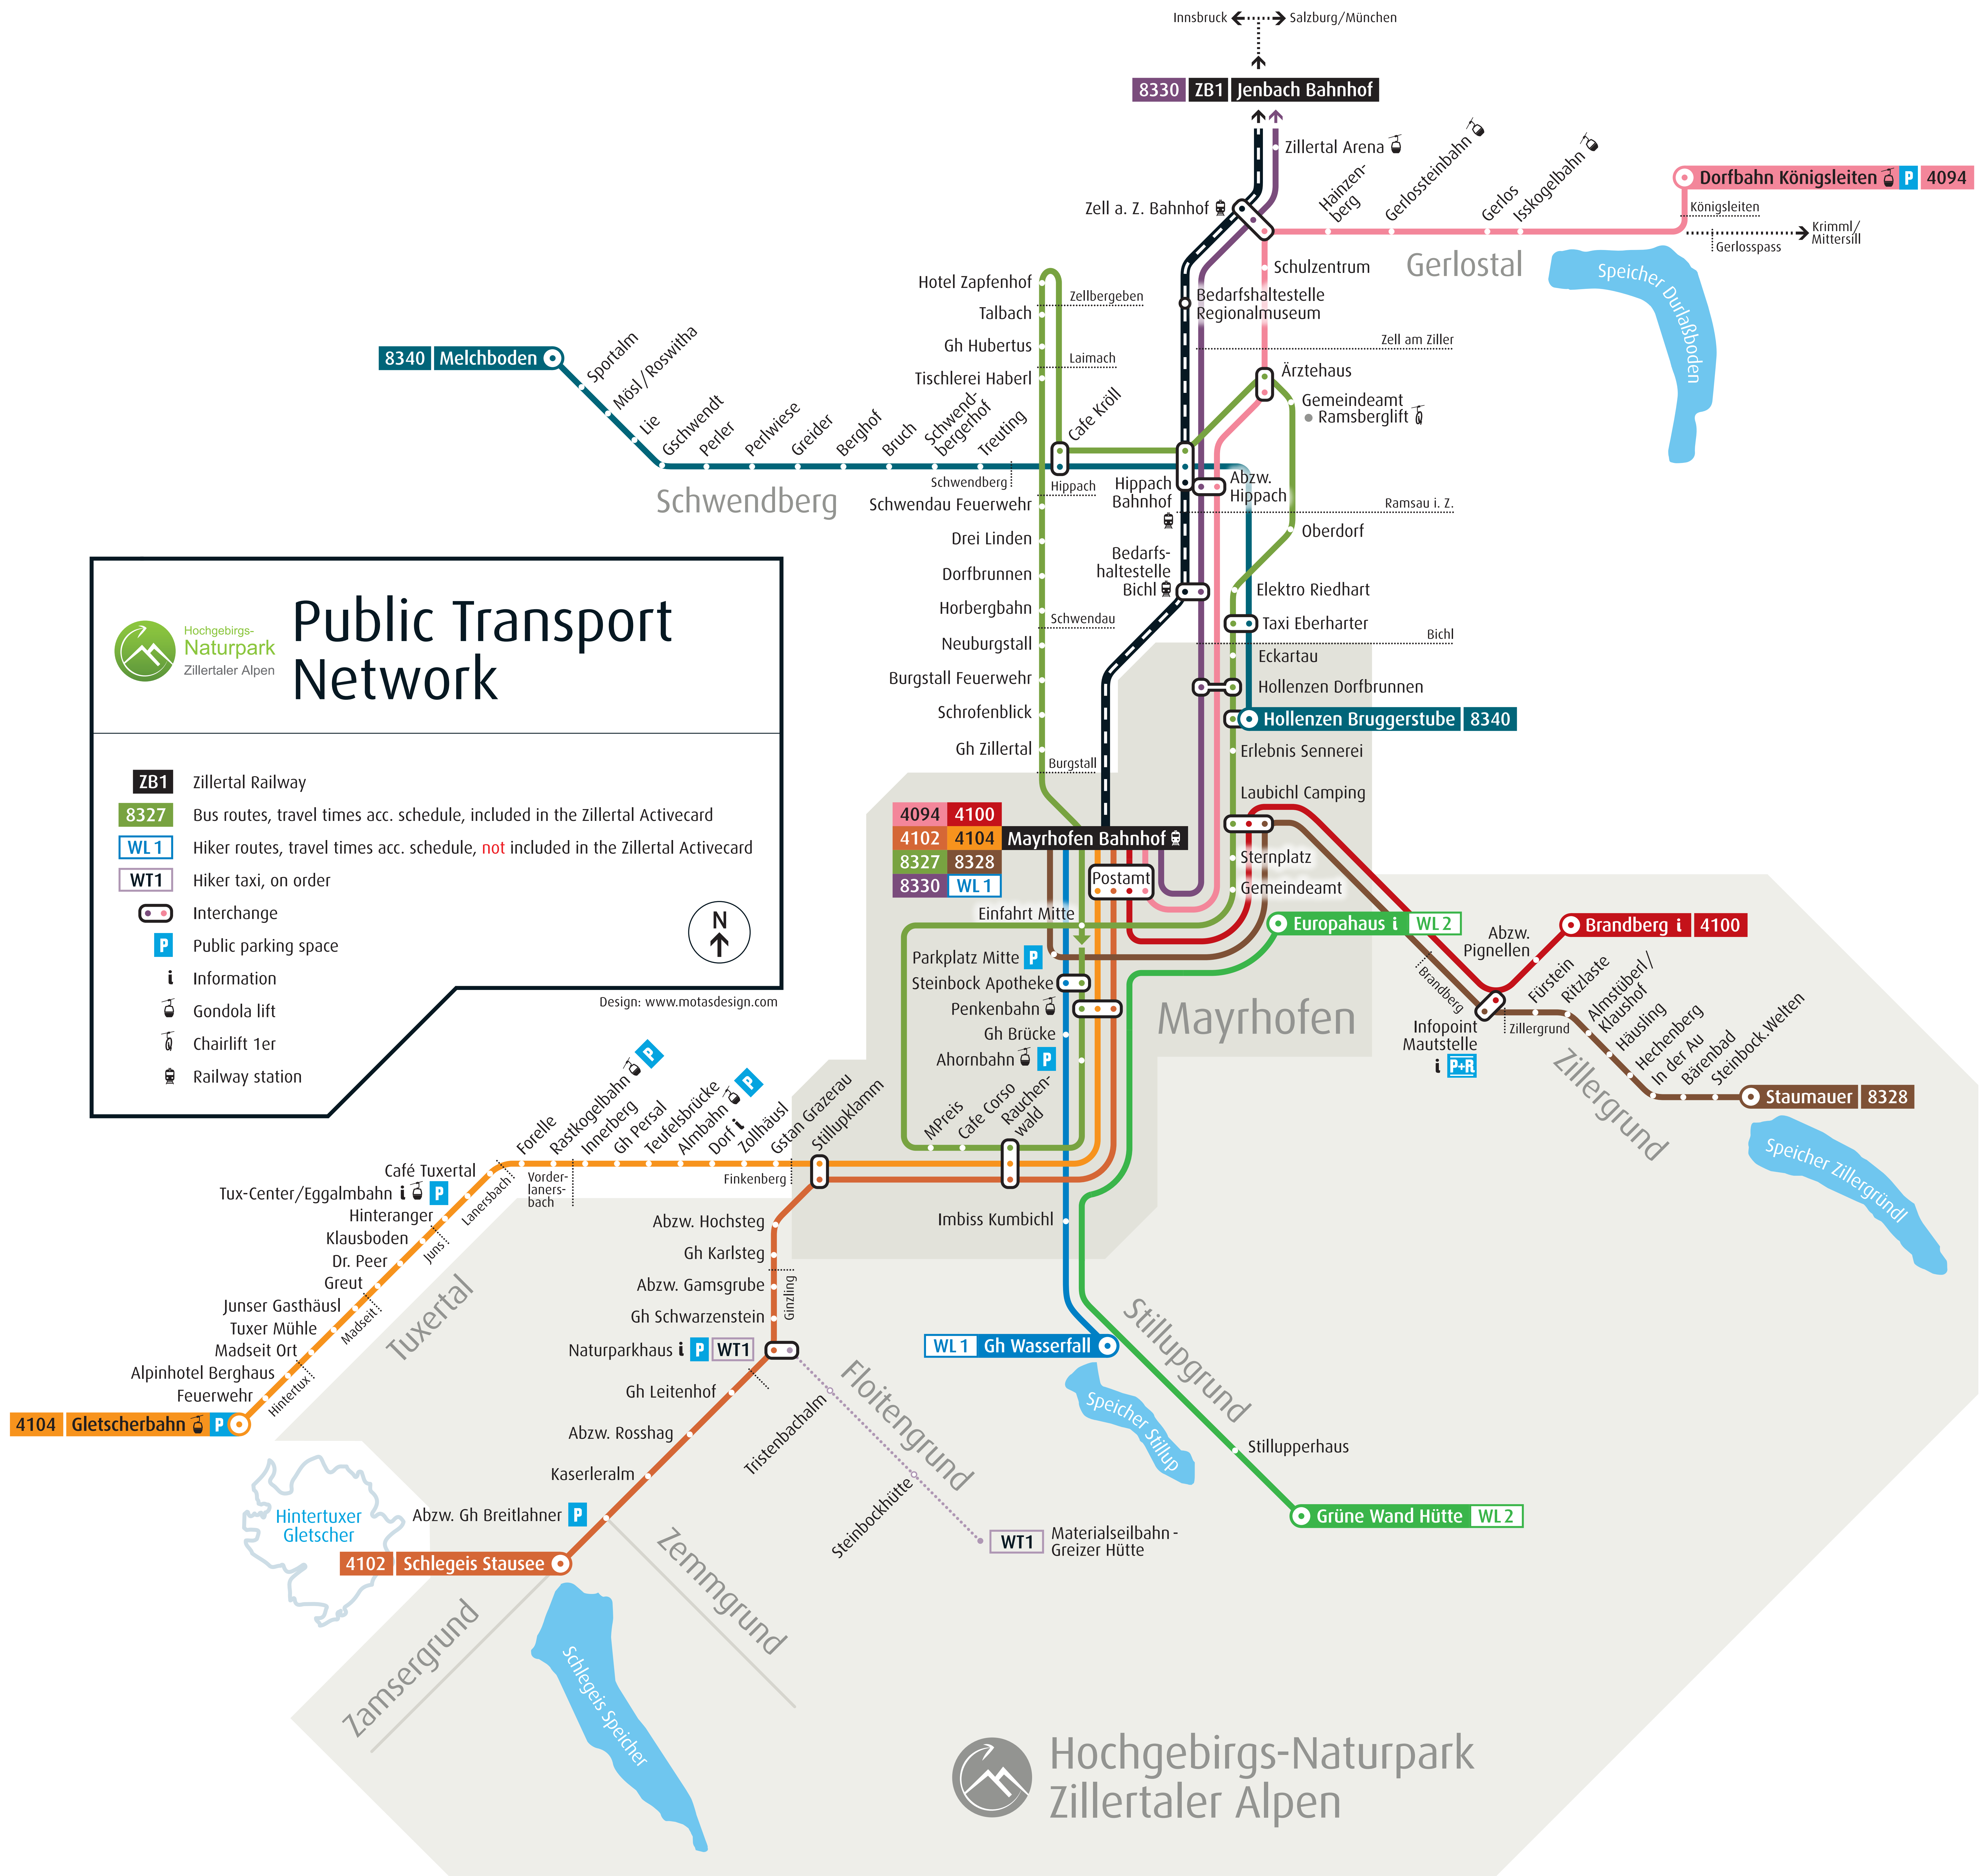 Innsbruck
Salzburg/München
8330 ZB1 Jenbach Bahnhof
Zillertal Arena
Hainzen-
berg
Gerlossteinbahn
Gerlos
Isskogelbahn
Dorfbahn Königsleiten P 4094
Königsleiten
Krimml/
Mittersill
Gerlosspass
Zell a. Z. Bahnhof
Gerlostal
Speicher Durlaßboden
Schulzentrum
Bedarfshaltestelle
Regionalmuseum
Zell am Ziller
Hotel Zapfenhof
Zellbergeben
Talbach
Gh Hubertus
Laimach
Tischlerei Haberl
Cafe Kröll
Ärztehaus
Gemeindeamt
Ramsberglift
8340 Melchboden
Sportalm
Mösl/Roswitha
Lie
Gschwendt
Perler
Perlwiese
Greider
Berghof
Bruch
Schwend-
bergerhof
Treuting
Schwendberg
Schwendberg
Hippach
Hippach
Bahnhof
Abzw.
Hippach
Ramsau i. Z.
Schwendau Feuerwehr
Drei Linden
Dorfbrunnen
Horbergbahn
Schwendau
Neuburgstall
Burgstall Feuerwehr
Schrofenblick
Gh Zillertal
Burgstall
Oberdorf
Bedarfs-
haltestelle
Bichl
Elektro Riedhart
Taxi Eberharter
Bichl
Eckartau
Hollenzen Dorfbrunnen
Hollenzen Bruggerstube 8340
Erlebnis Sennerei
Laubichl Camping
Sternplatz
Gemeindeamt
Hochgebirgs-
Naturpark
Zillertaler Alpen
Public Transport
Network
ZB1 Zillertal Railway
8327 Bus routes, travel times acc. schedule, included in the Zillertal Activecard
WL 1 Hiker routes, travel times acc. schedule, not included in the Zillertal Activecard
WT1 Hiker taxi, on order
Interchange
P Public parking space
i Information
Gondola lift
Chairlift 1er
Railway station
N
Design: www.motasdesign.com
4094 4100
4102 4104 Mayrhofen Bahnhof
8327 8328
8330 WL 1
Postamt
Einfahrt Mitte
Parkplatz Mitte P
Steinbock Apotheke
Penkenbahn
Gh Brücke
Ahornbahn P
MPreis
Cafe Corso
Rauchen-
wald
Mayrhofen
Europahaus i WL 2
Brandberg
Abzw.
Pignellen
Brandberg i 4100
Infopoint
Mautstelle
i P+R
Zillergrund
Fürstein
Ritzlaste
Almstüberl/
Klaushof
Häusling
Hechenberg
In der Au
Bärenbad
Steinbock.Welten
Staumauer 8328
Zillergrund
Speicher Zillergründl
Stillupklamm
Gstan Grazerau
Zollhäusl
Dorf i
Almbahn P
Teufelsbrücke
Gh Persal
Innerberg
Rastkogelbahn P
Forelle
Finkenberg
Vorder-
laners-
bach
Lanersbach
Café Tuxertal
Tux-Center/Eggalmbahn i P
Hinteranger
Klausboden
Juns
Dr. Peer
Greut
Junser Gasthäusl
Tuxer Mühle
Madseit
Madseit Ort
Alpinhotel Berghaus
Feuerwehr
Hintertux
4104 Gletscherbahn P
Tuxertal
Hintertuxer
Gletscher
Abzw. Hochsteg
Gh Karlsteg
Abzw. Gamsgrube
Ginzling
Gh Schwarzenstein
Naturparkhaus i P WT1
Gh Leitenhof
Abzw. Rosshag
Kaserleralm
Abzw. Gh Breitlahner P
4102 Schlegeis Stausee
Tristenbachalm
Steinbockhütte
Floitengrund
WT1 Materialseilbahn-
Greizer Hütte
Zemmgrund
Zamsergrund
Schlegeis Speicher
Imbiss Kumbichl
WL 1 Gh Wasserfall
Speicher Stillup
Stillupgrund
Stillupperhaus
Grüne Wand Hütte WL 2
Hochgebirgs-Naturpark
Zillertaler Alpen